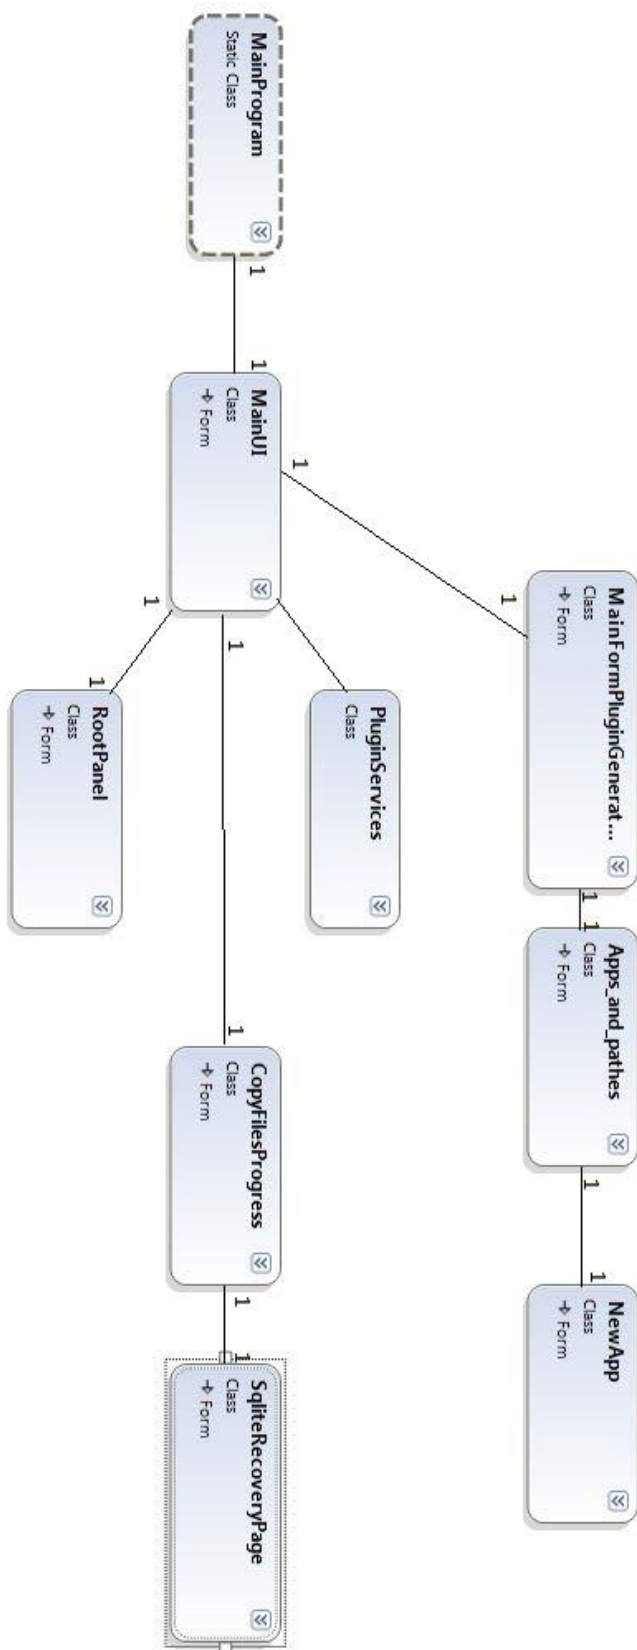 MainProgram
Static Class
1
1
MainUI
Class
Form
1
1
MainFormPluginGenerat...
Class
Form
1
1
Apps_and_pathes
Class
Form
1
1
NewApp
Class
Form
PluginServices
Class
1
1
CopyFilesProgress
Class
Form
1
1
SqliteRecoveryPage
Class
Form
1
1
RootPanel
Class
Form